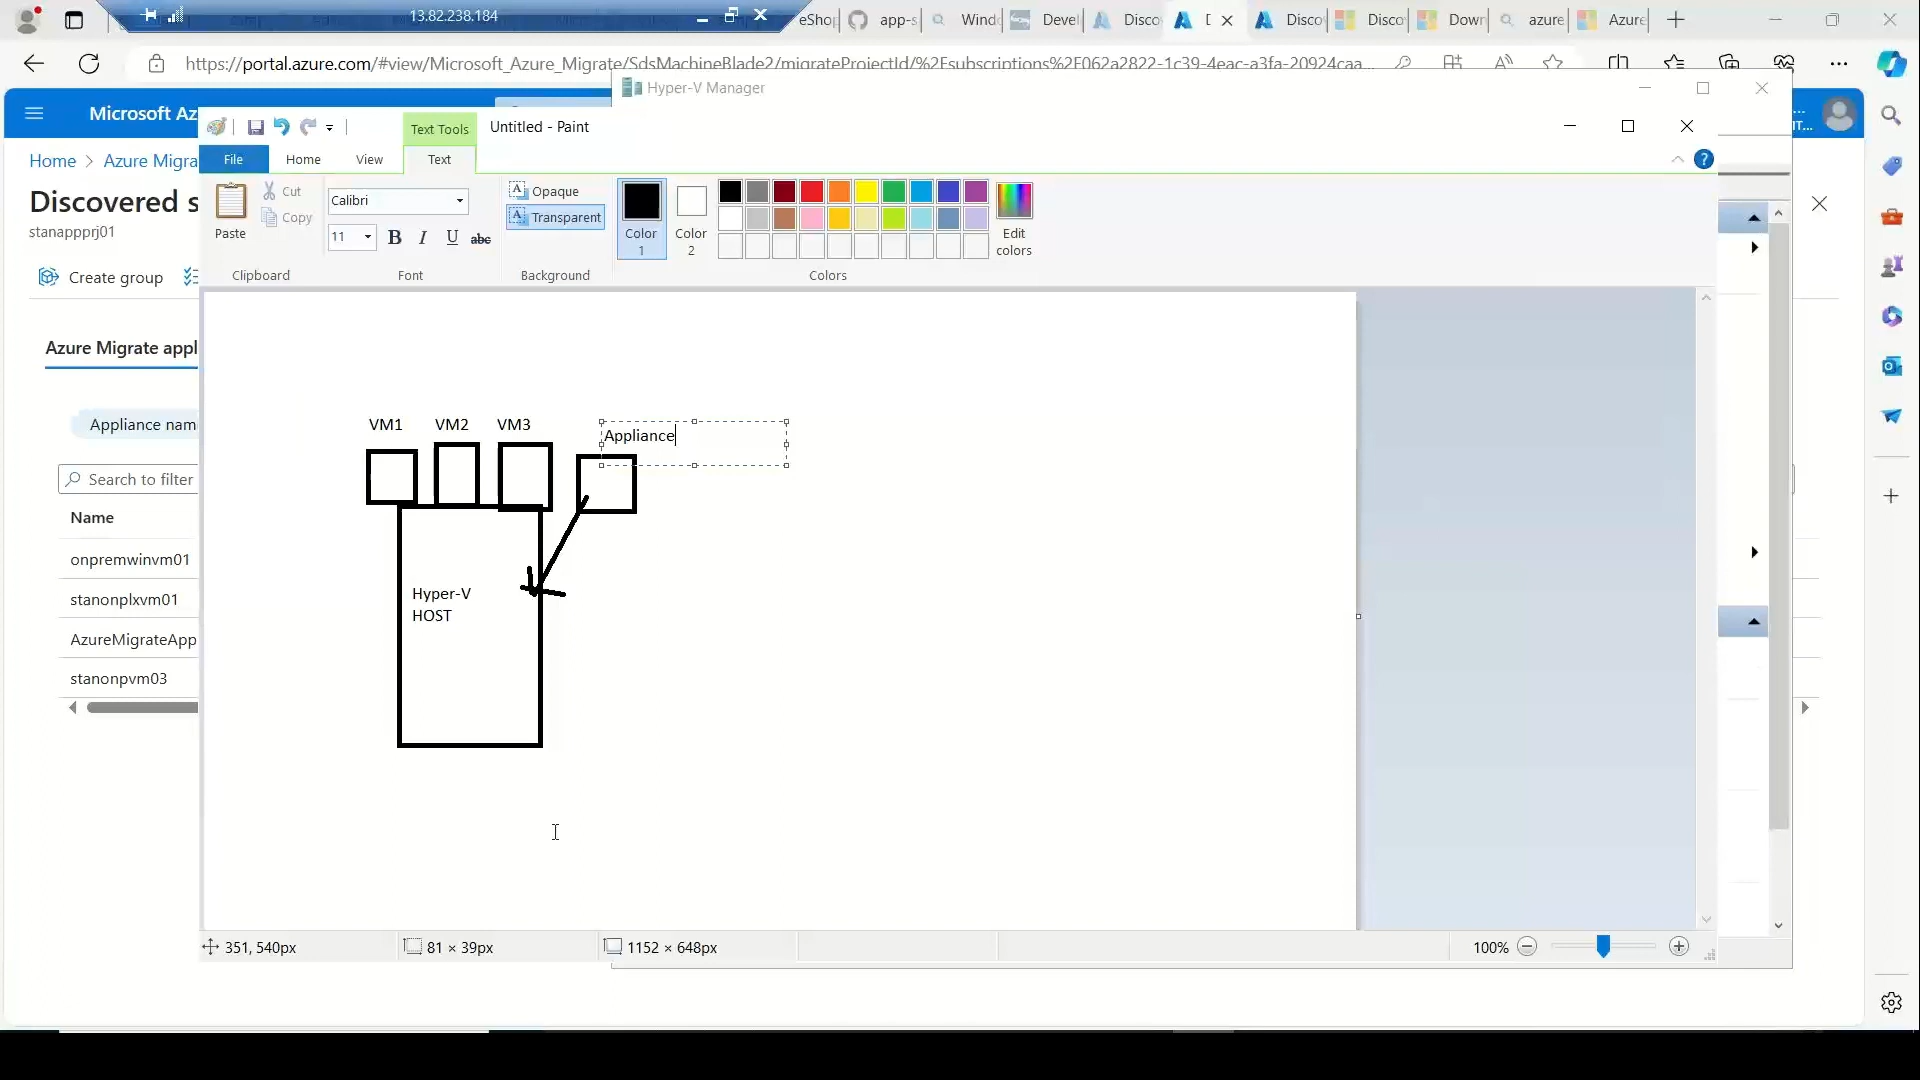 13.82.238.184
eShop
app-s
Wind
Devel
Disco
D
Disco
Disco
Down
azure
Azure
https://portal.azure.com/#view/Microsoft_Azure_Migrate/SdsMachineBlade2/migrateProjectId/%2Fsubscriptions%2F062a2822-1c39-4eac-a3fa-20924caa...
Hyper-V Manager
Microsoft Az
Text Tools
Untitled - Paint
File
Home
View
Text
Home > Azure Migra
Discovered s
stanappprj01
Create group
Paste
Cut
Copy
Clipboard
Calibri
11
B I U abc
Font
Opaque
Transparent
Background
Color
1
Color
2
Edit
colors
Colors
Azure Migrate appl
Appliance nam
Search to filter
Name
onpremwinvm01
stanonplxvm01
AzureMigrateApp
stanonpvm03
VM1
VM2
VM3
Appliance
Hyper-V
HOST
351, 540px
81 × 39px
1152 × 648px
100%